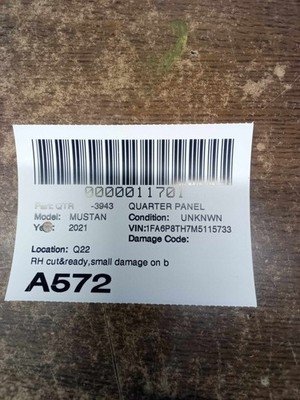 0000011701
Part: QTR -3943 QUARTER PANEL
Model: MUSTAN Condition: UNKNWN
Year: 2021 VIN:1FA6P8TH7M5115733
Damage Code:
Location: Q22
RH cut&ready,small damage on b
A572